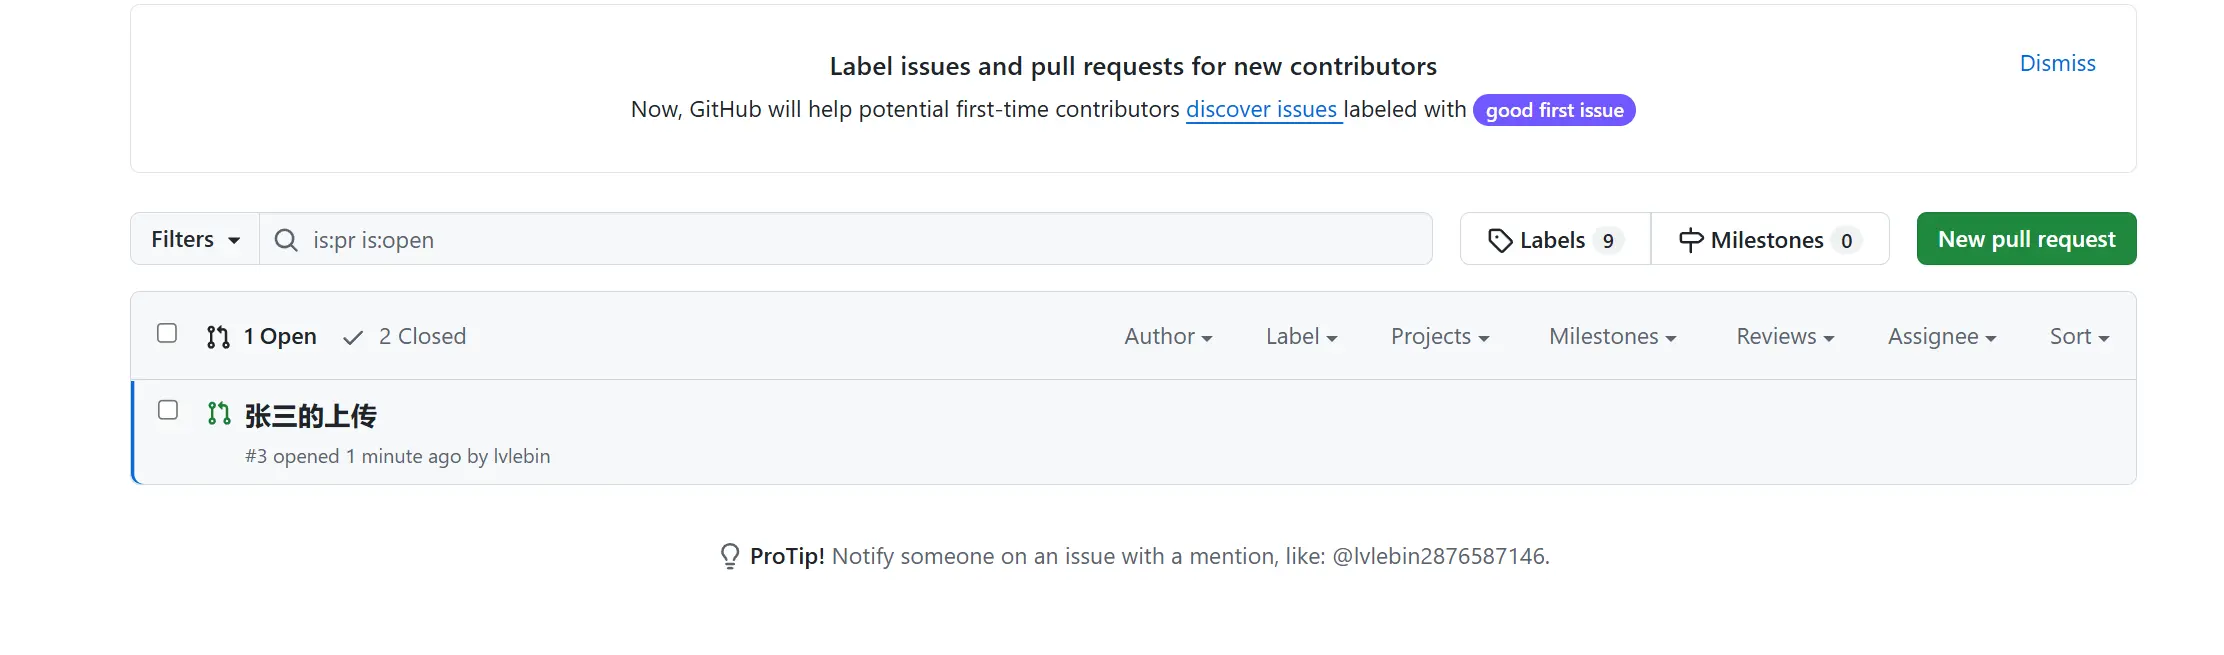 Label issues and pull requests for new contributors
Dismiss
Now, GitHub will help potential first-time contributors discover issues labeled with good first issue
Filters is:pr is:open Labels 9 Milestones 0 New pull request
1 Open 2 Closed Author Label Projects Milestones Reviews Assignee Sort
张三的上传
#3 opened 1 minute ago by lvlebin
ProTip! Notify someone on an issue with a mention, like: @lvlebin2876587146.